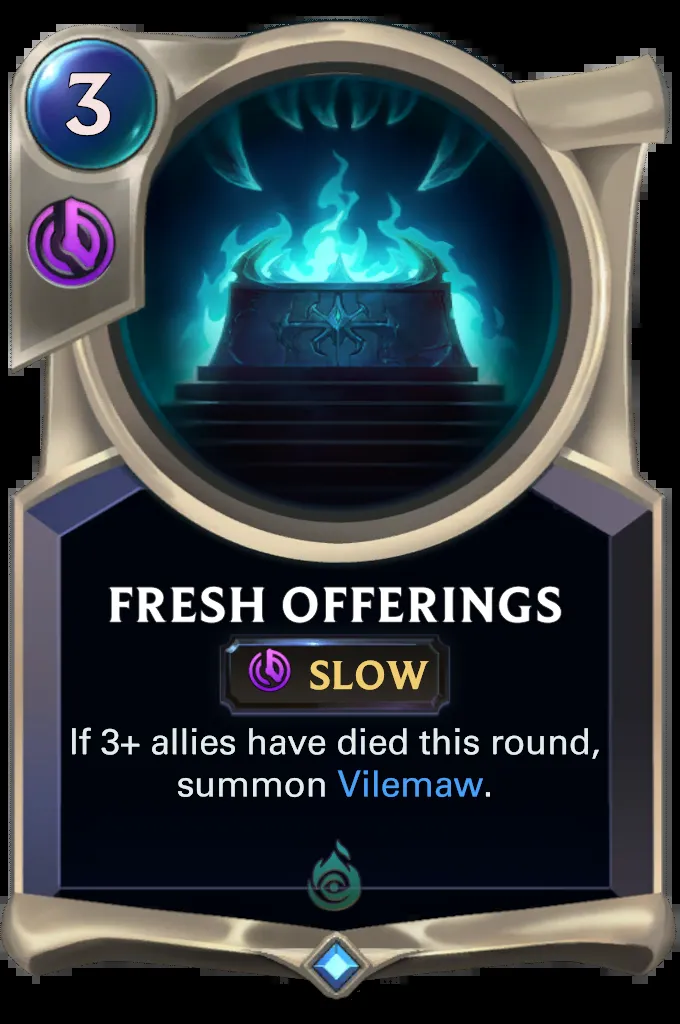 3
FRESH OFFERINGS
SLOW
If 3+ allies have died this round,
summon Vilemaw.